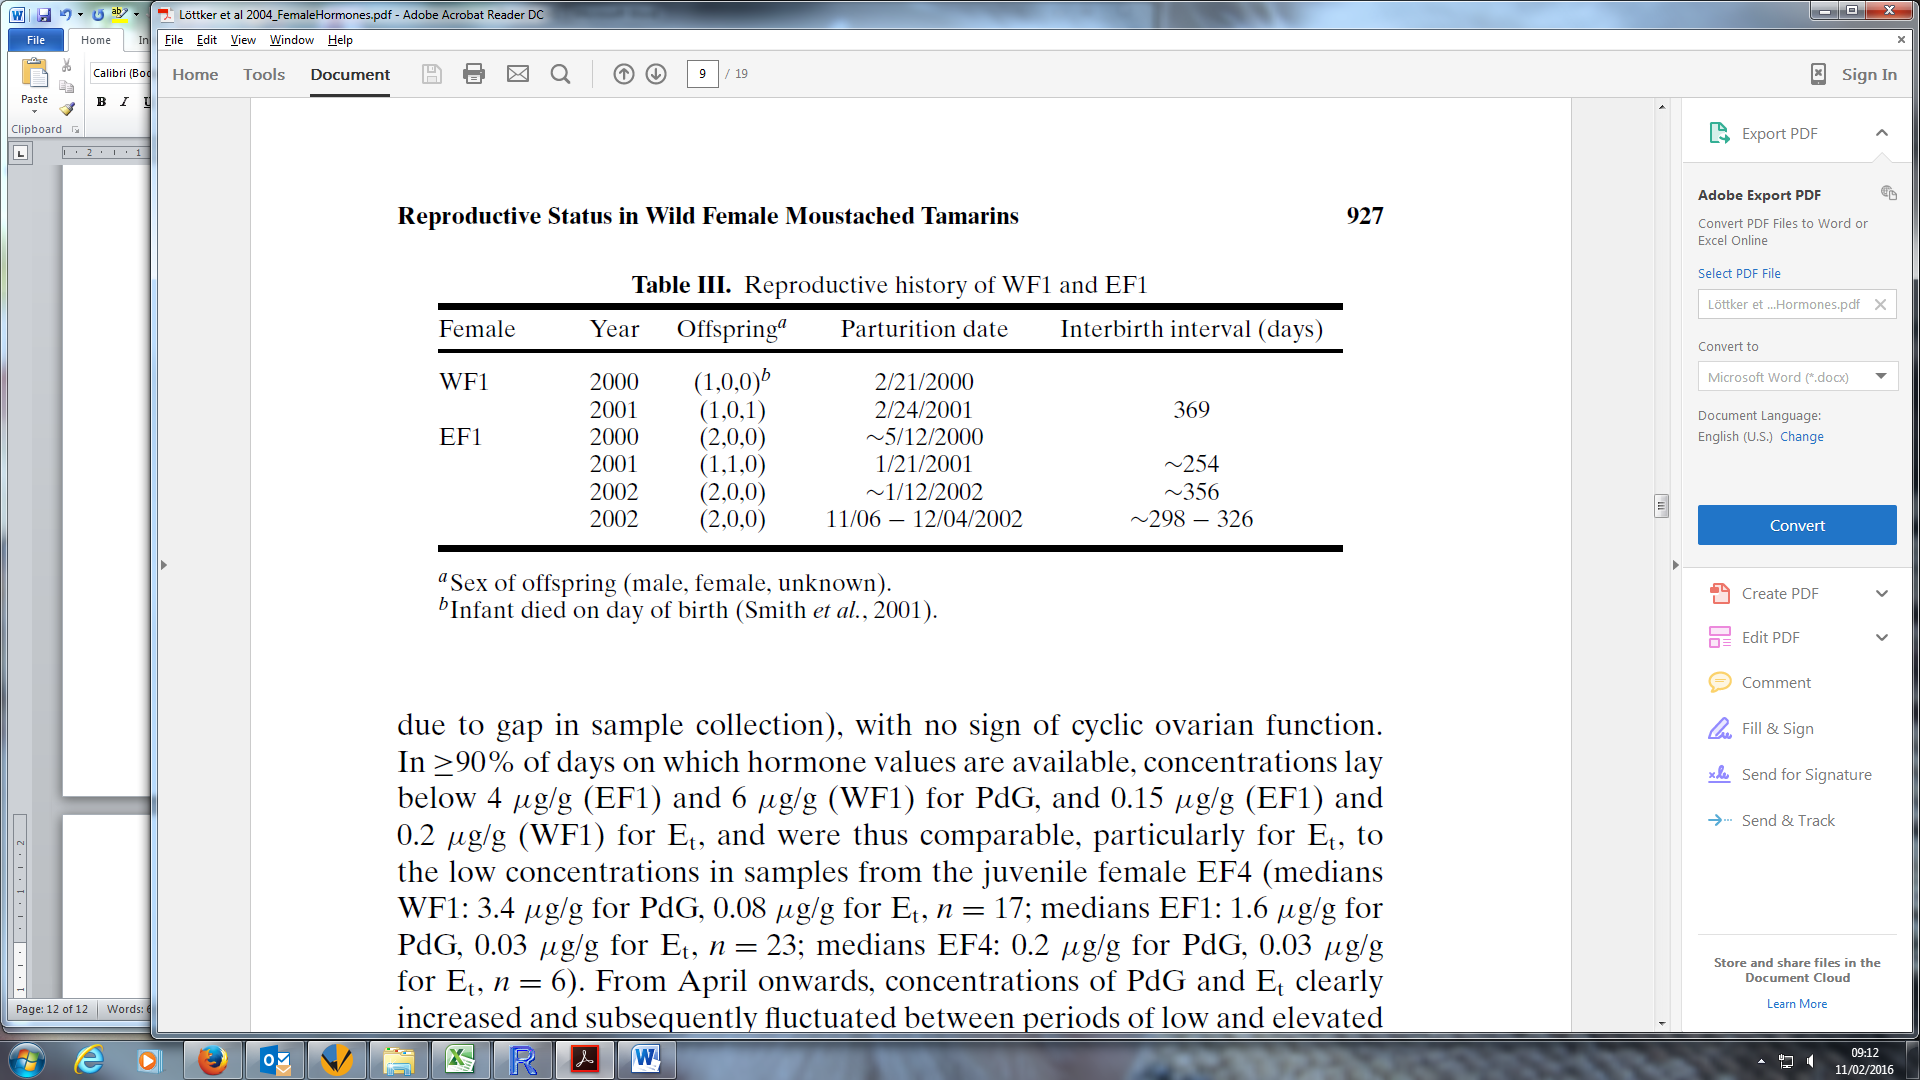 Löttker et al 2004_FemaleHormones.pdf - Adobe Acrobat Reader DC
File Home In
Calibri (Boo
Paste
B I U
Clipboard
File Edit View Window Help
Home Tools Document 9 / 19 Sign In
Reproductive Status in Wild Female Moustached Tamarins 927
Table III. Reproductive history of WF1 and EF1
Female Year Offspring^a Parturition date Interbirth interval (days)
WF1 2000 (1,0,0)^b 2/21/2000
2001 (1,0,1) 2/24/2001 369
EF1 2000 (2,0,0) ~5/12/2000
2001 (1,1,0) 1/21/2001 ~254
2002 (2,0,0) ~1/12/2002 ~356
2002 (2,0,0) 11/06 – 12/04/2002 ~298 – 326
^a Sex of offspring (male, female, unknown).
^b Infant died on day of birth (Smith et al., 2001).
due to gap in sample collection), with no sign of cyclic ovarian function.
In ≥90% of days on which hormone values are available, concentrations lay
below 4 μg/g (EF1) and 6 μg/g (WF1) for PdG, and 0.15 μg/g (EF1) and
0.2 μg/g (WF1) for Et, and were thus comparable, particularly for Et, to
the low concentrations in samples from the juvenile female EF4 (medians
WF1: 3.4 μg/g for PdG, 0.08 μg/g for Et, n = 17; medians EF1: 1.6 μg/g for
PdG, 0.03 μg/g for Et, n = 23; medians EF4: 0.2 μg/g for PdG, 0.03 μg/g
for Et, n = 6). From April onwards, concentrations of PdG and Et clearly
increased and subsequently fluctuated between periods of low and elevated
Export PDF
Adobe Export PDF
Convert PDF Files to Word or
Excel Online
Select PDF File
Löttker et ...Hormones.pdf
Convert to
Microsoft Word (*.docx)
Document Language:
English (U.S.) Change
Convert
Create PDF
Edit PDF
Comment
Fill & Sign
Send for Signature
Send & Track
Store and share files in the
Document Cloud
Learn More
Page: 12 of 12 Words: 6
09:12
11/02/2016